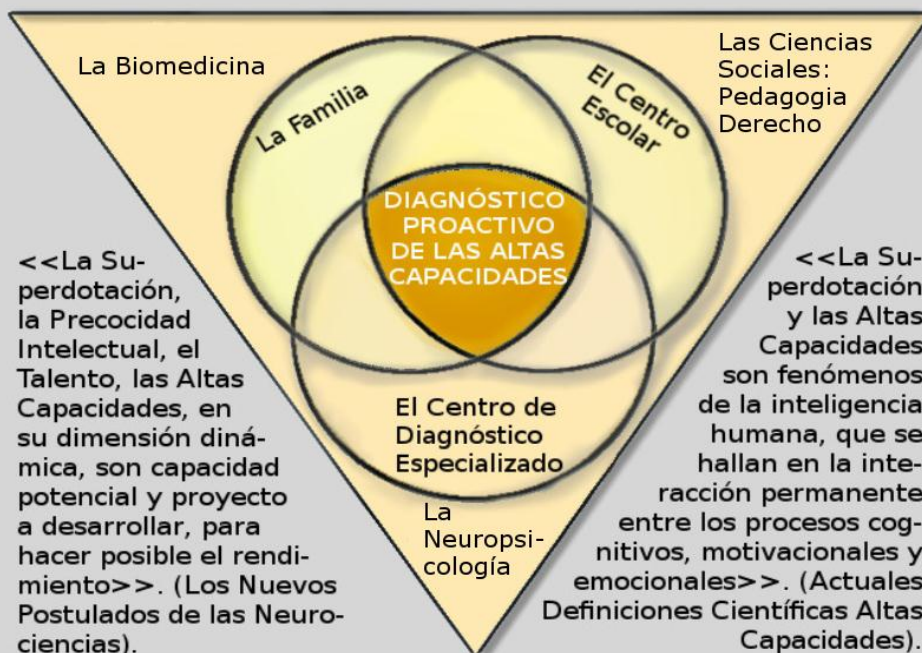 La Biomedicina
Las Ciencias
Sociales:
Pedagogia
Derecho
La Familia
El Centro
Escolar
DIAGNÓSTICO
PROACTIVO
DE LAS ALTAS
CAPACIDADES
El Centro de
Diagnóstico
Especializado
La
Neuropsi-
cología
<<La Su-
perdotación,
la Precocidad
Intelectual, el
Talento, las Altas
Capacidades, en
su dimensión diná-
mica, son capacidad
potencial y proyecto
a desarrollar, para
hacer posible el rendi-
miento>>. (Los Nuevos
Postulados de las Neuro-
ciencias).
<<La Su-
perdotación
y las Altas
Capacidades
son fenómenos
de la inteligencia
humana, que se
hallan en la inte-
racción permanente
entre los procesos cog-
nitivos, motivacionales y
emocionales>>. (Actuales
Definiciones Científicas Altas
Capacidades).